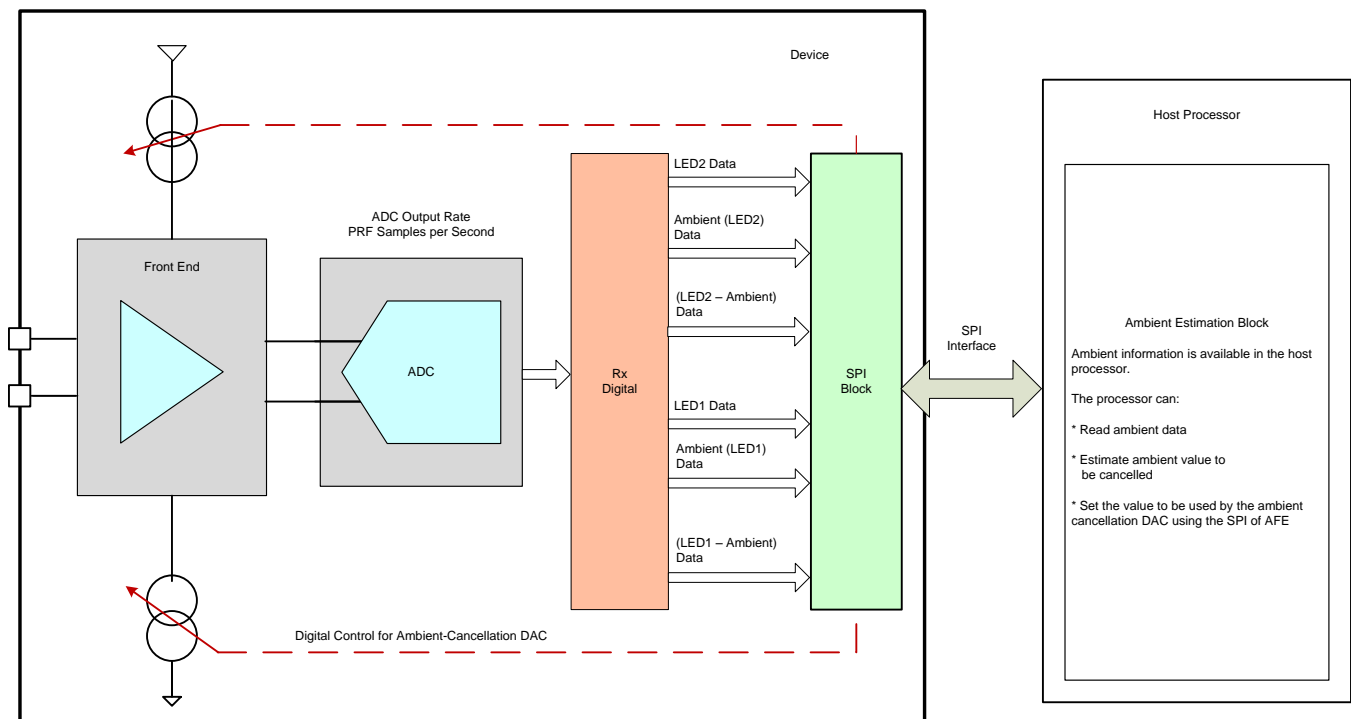 Device
Host Processor
LED2 Data
Ambient (LED2)
Data
(LED2 – Ambient)
Data
ADC Output Rate
PRF Samples per Second
Front End
ADC
Rx
Digital
SPI
Block
SPI
Interface
LED1 Data
Ambient (LED1)
Data
(LED1 – Ambient)
Data
Digital Control for Ambient-Cancellation DAC
Ambient Estimation Block
Ambient information is available in the host
processor.
The processor can:
* Read ambient data
* Estimate ambient value to
be cancelled
* Set the value to be used by the ambient
cancellation DAC using the SPI of AFE